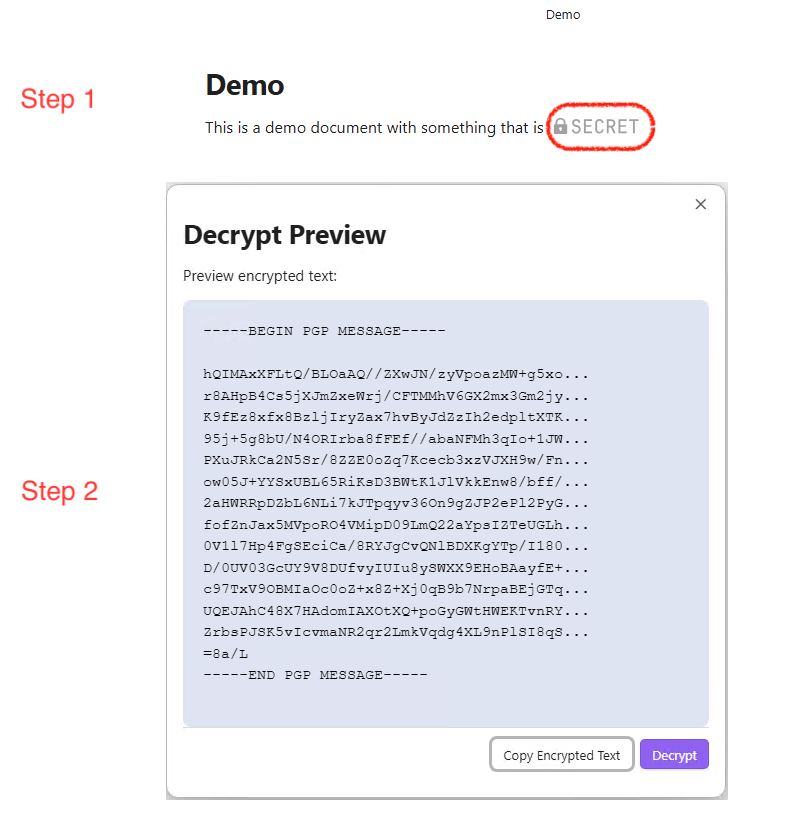 Demo
Step 1
Demo
This is a demo document with something that is SECRET
Decrypt Preview
Preview encrypted text:
-----BEGIN PGP MESSAGE-----
hQIMAxXFLtQ/BLOaAQ//ZXwJN/zyVpoazMW+g5xo...
r8AHpB4Cs5jXJmZxeWrj/CFTMMhV6GX2mx3Gm2jy...
K9fEz8xfx8BzljIryZax7hvByJdZzIh2edpltXTK...
95j+5g8bU/N4ORIrba8fFEf//abaNFMh3qIo+1JW...
PXuJRkCa2N5Sr/8ZZE0oZq7Kcecb3xzVJXH9w/Fn...
ow05J+YYSxUBL65RiKsD3BWtK1JlVkkEnw8/bff/...
2aHWRRpDZbL6NLi7kJTpqyv36On9gZJP2ePl2PyG...
fofZnJax5MVpoRO4VMipD09LmQ22aYpsIZTeUGLh...
0V1l7Hp4FgSEciCa/8RYJgCvQNlBDXKgYTp/I180...
D/0UV03GcUY9V8DUfvyIUIu8ySWXX9EHoBAayfE+...
c97TxV9OBMIaOc0oZ+x8Z+Xj0qB9b7NrpaBEjGTq...
UQEJAhC48X7HAdomIAXOtXQ+poGyGWtHWEKTvnRY...
ZrbsPJSK5vIcvmaNR2qr2LmkVqdg4XL9nPlSI8qS...
=8a/L
-----END PGP MESSAGE-----
Step 2
Copy Encrypted Text
Decrypt